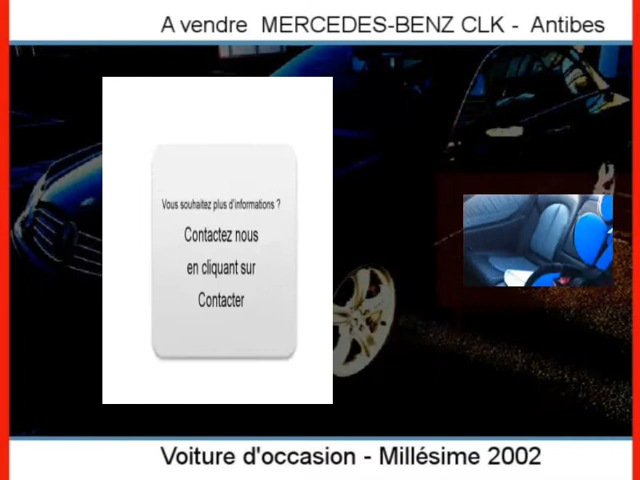 A vendre MERCEDES-BENZ CLK - Antibes
Vous souhaitez plus d'informations ?
Contactez nous
en cliquant sur
Contacter
Voiture d'occasion - Millésime 2002